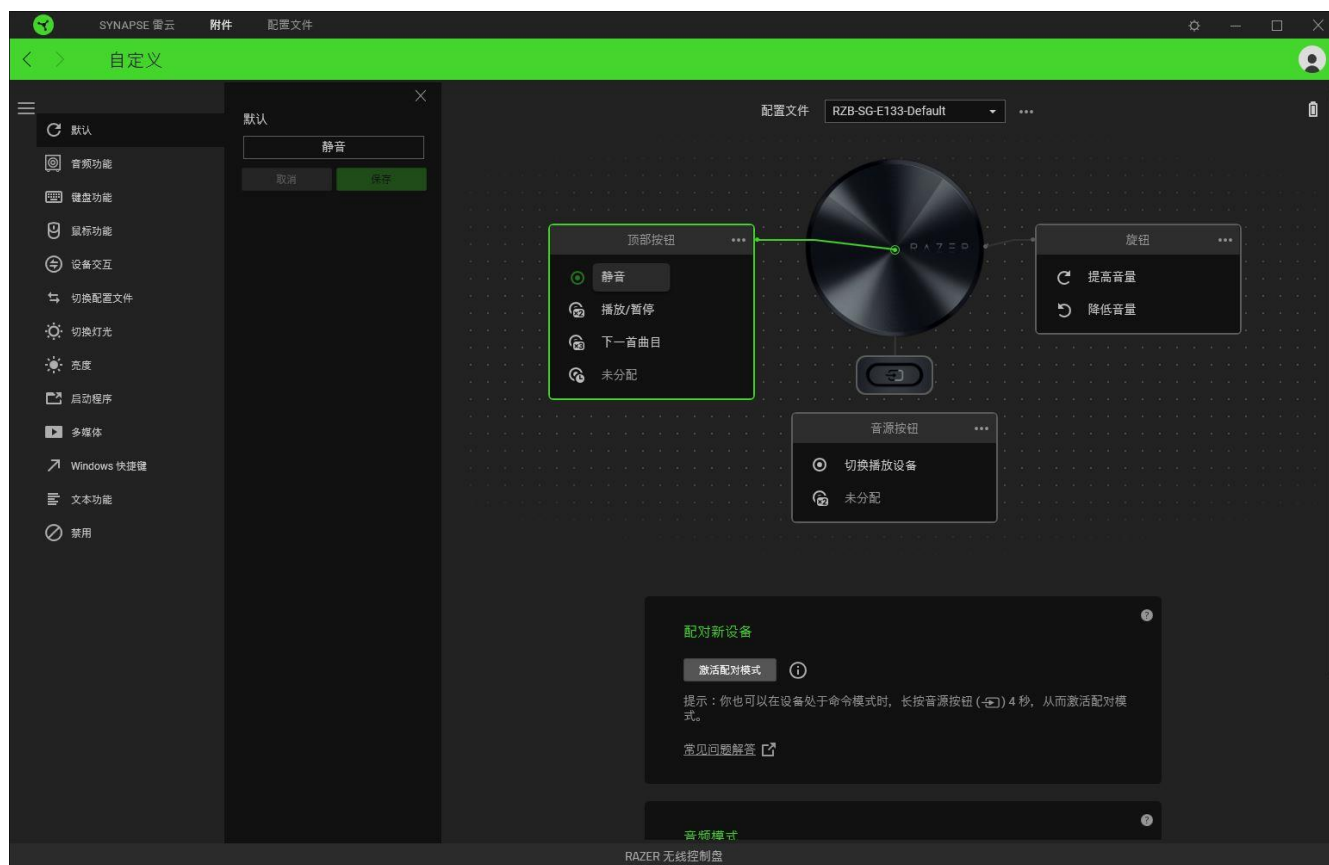 SYNAPSE 雷云
附件
配置文件
自定义
默认
音频功能
键盘功能
鼠标功能
设备交互
切换配置文件
切换灯光
亮度
启动程序
多媒体
Windows 快捷键
文本功能
禁用
默认
静音
取消
保存
配置文件
RZB-SG-E133-Default
顶部按钮
静音
播放/暂停
下一首曲目
未分配
RAZER
旋钮
提高音量
降低音量
音源按钮
切换播放设备
未分配
配对新设备
激活配对模式
提示：你也可以在设备处于命令模式时，长按音源按钮 () 4 秒，从而激活配对模
式。
常见问题解答
音频模式
RAZER 无线控制盘